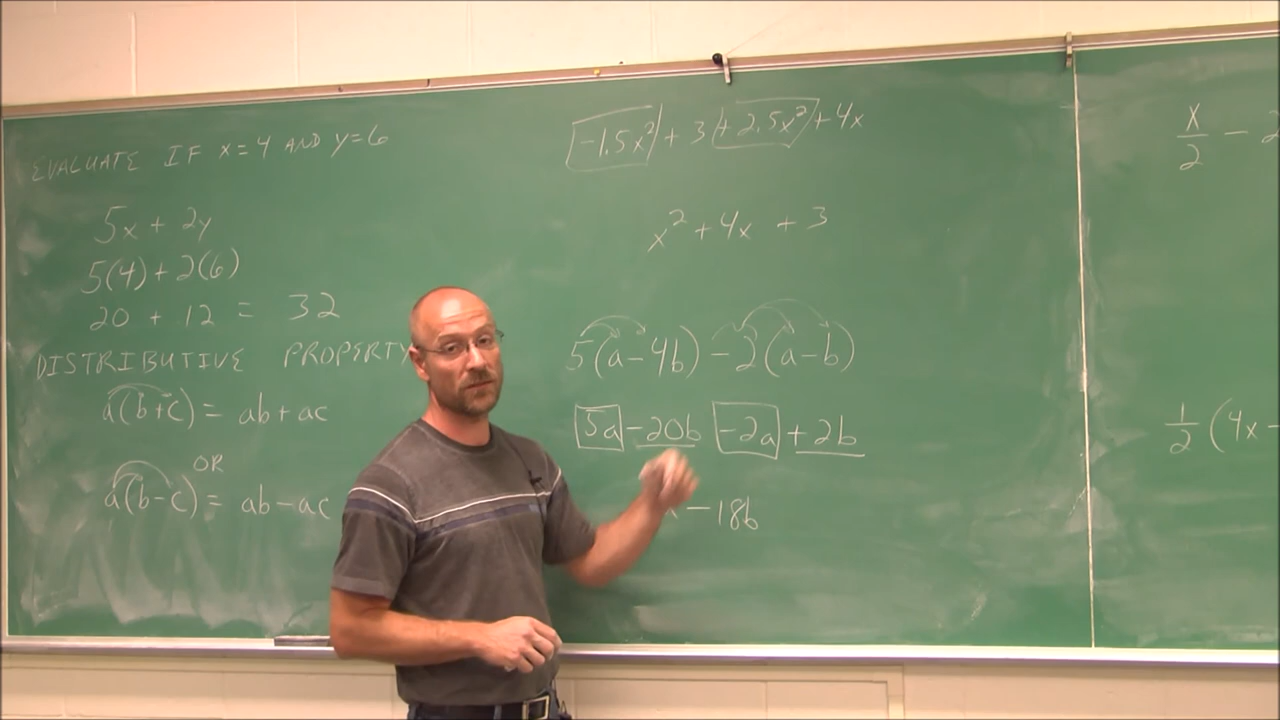 EVALUATE IF x=4 AND y=6
5x + 2y
5(4) + 2(6)
20 + 12 = 32
DISTRIBUTIVE PROPERTY
a(b+c) = ab+ac
OR
a(b-c) = ab-ac
-1.5x² + 3 + 2.5x² + 4x
x² + 4x + 3
5(a-4b) - 2(a-b)
5a - 20b - 2a + 2b
- 18b
x/2 -
1/2 (4x -